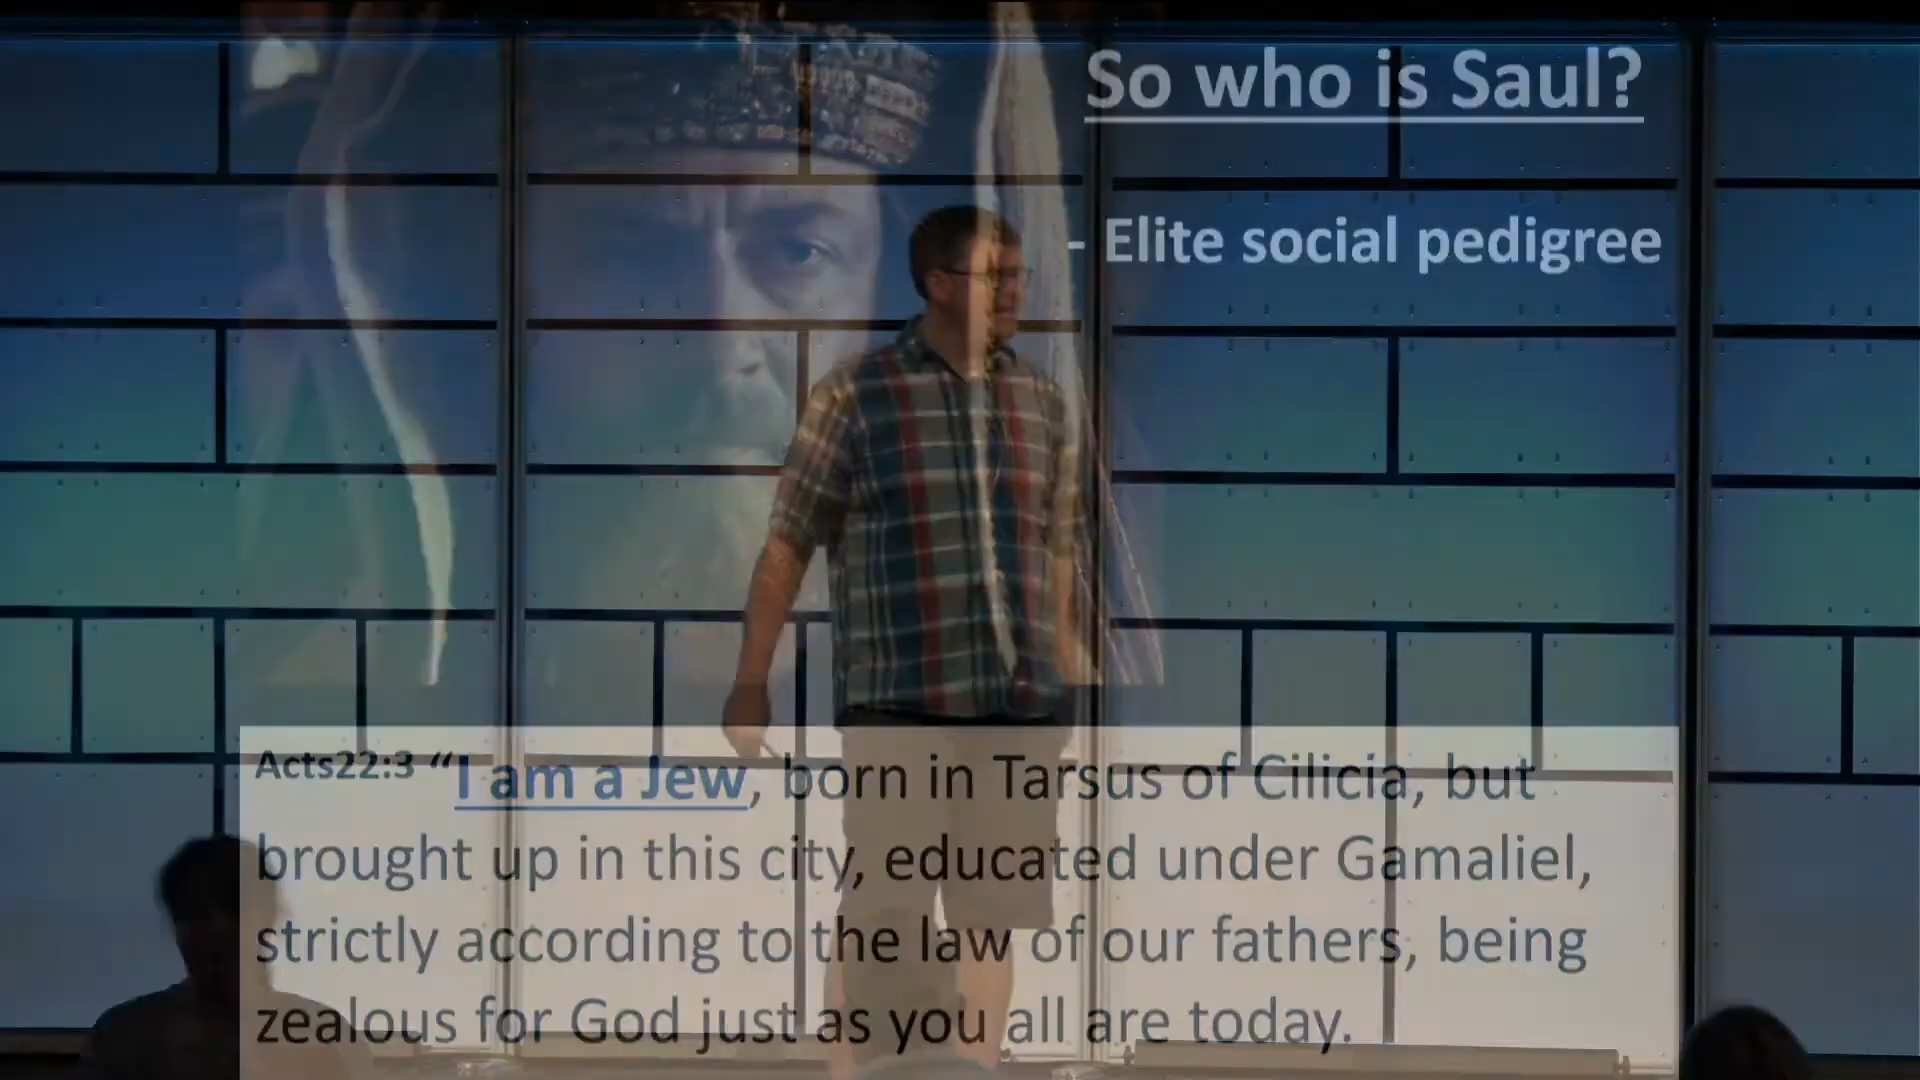 So who is Saul?
- Elite social pedigree
Acts22:3 “I am a Jew, born in Tarsus of Cilicia, but
brought up in this city, educated under Gamaliel,
strictly according to the law of our fathers, being
zealous for God just as you all are today.